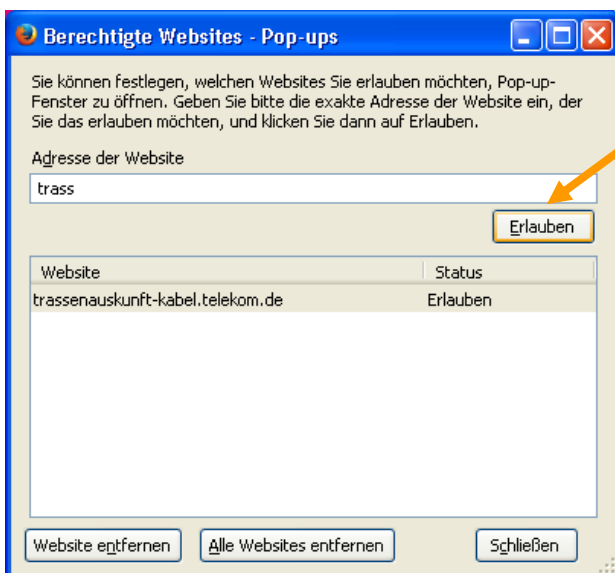 Berechtigte Websites - Pop-ups
Sie können festlegen, welchen Websites Sie erlauben möchten, Pop-up-
Fenster zu öffnen. Geben Sie bitte die exakte Adresse der Website ein, der
Sie das erlauben möchten, und klicken Sie dann auf Erlauben.
Adresse der Website
trass
Erlauben
Website Status
trassenauskunft-kabel.telekom.de Erlauben
Website entfernen Alle Websites entfernen Schließen